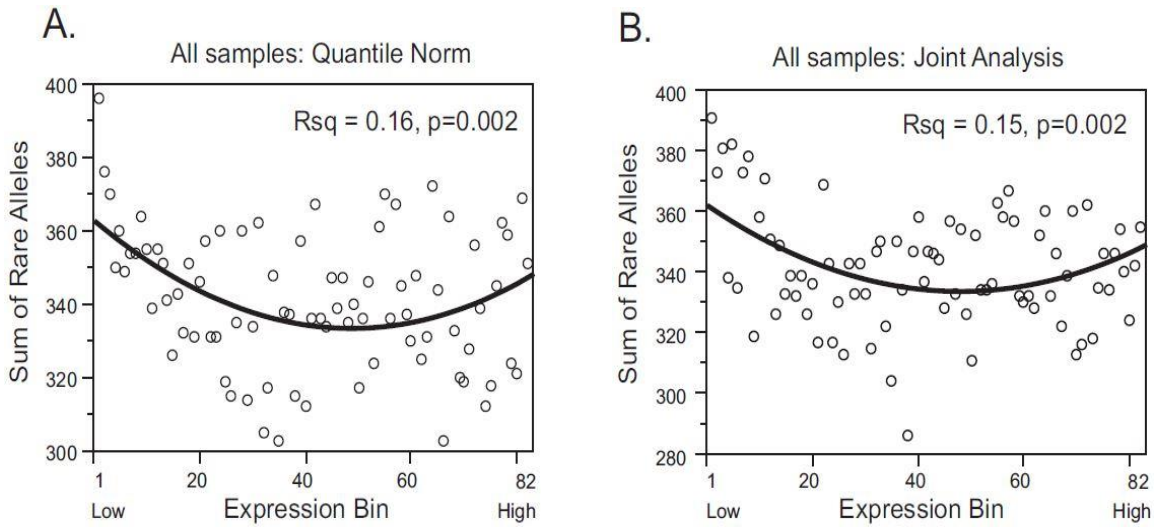 A.
All samples: Quantile Norm
Rsq = 0.16, p=0.002
Sum of Rare Alleles
400
380
360
340
320
300
1 20 40 60 82
Low Expression Bin High
B.
All samples: Joint Analysis
Rsq = 0.15, p=0.002
Sum of Rare Alleles
400
380
360
340
320
300
280
1 20 40 60 82
Low Expression Bin High